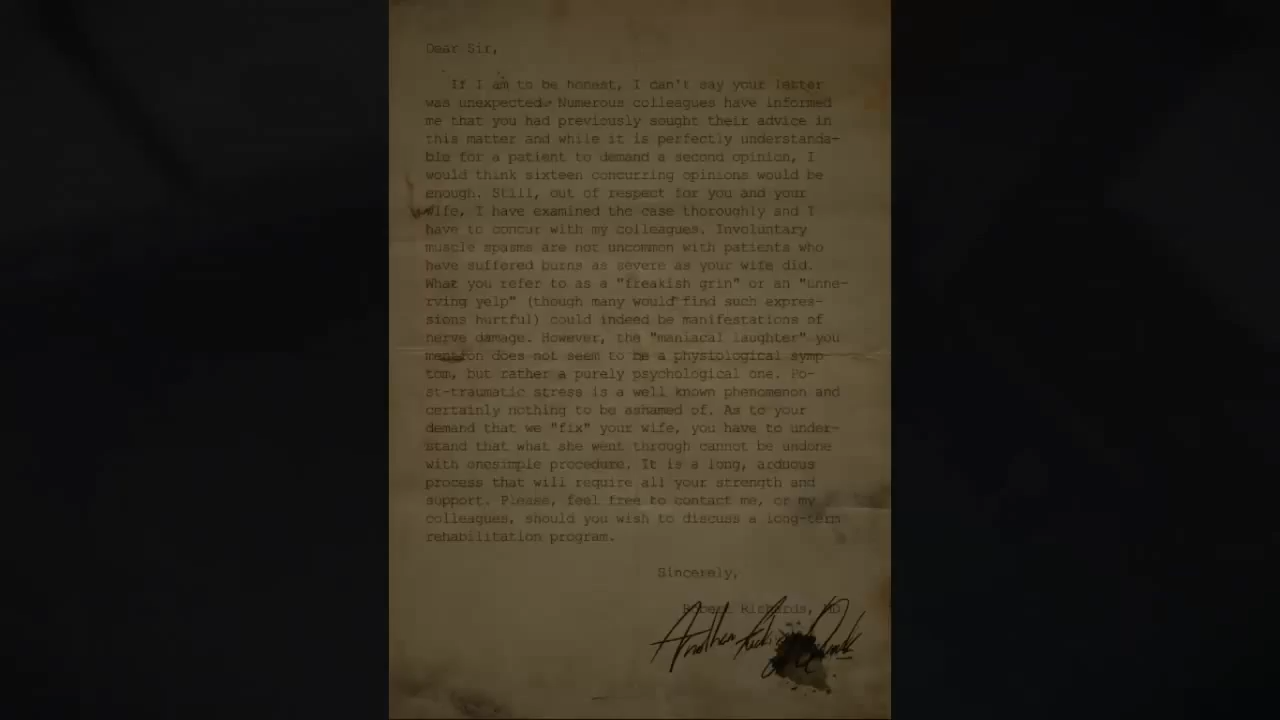 Dear Sir,
If I am to be honest, I can't say your letter
was unexpected. Numerous colleagues have informed
me that you had previously sought their advice in
this matter and while it is perfectly understanda-
ble for a patient to demand a second opinion, I
would think sixteen concurring opinions would be
enough. Still, out of respect for you and your
wife, I have examined the case thoroughly and I
have to concur with my colleagues. Involuntary
muscle spasms are not uncommon with patients who
have suffered burns as severe as your wife did.
What you refer to as a "freakish grin" or an "unne-
rving yelp" (though many would find such expres-
sions hurtful) could indeed be manifestations of
nerve damage. However, the "maniacal laughter" you
mention does not seem to be a physiological symp-
tom, but rather a purely psychological one. Po-
st-traumatic stress is a well known phenomenon and
certainly nothing to be ashamed of. As to your
demand that we "fix" your wife, you have to under-
stand that what she went through cannot be undone
with onesimple procedure. It is a long, arduous
process that will require all your strength and
support. Please, feel free to contact me, or my
colleagues, should you wish to discuss a long-term
rehabilitation program.
Sincerely,
Robert Richards, MD
Another